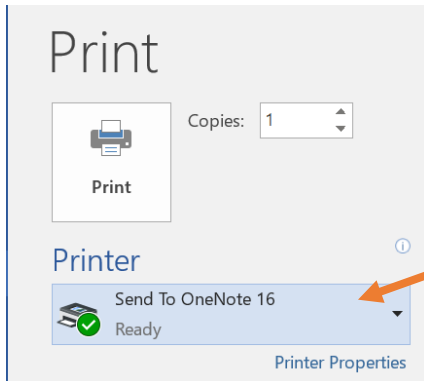 Print
Copies: 1
Print
Printer
Send To OneNote 16
Ready
Printer Properties